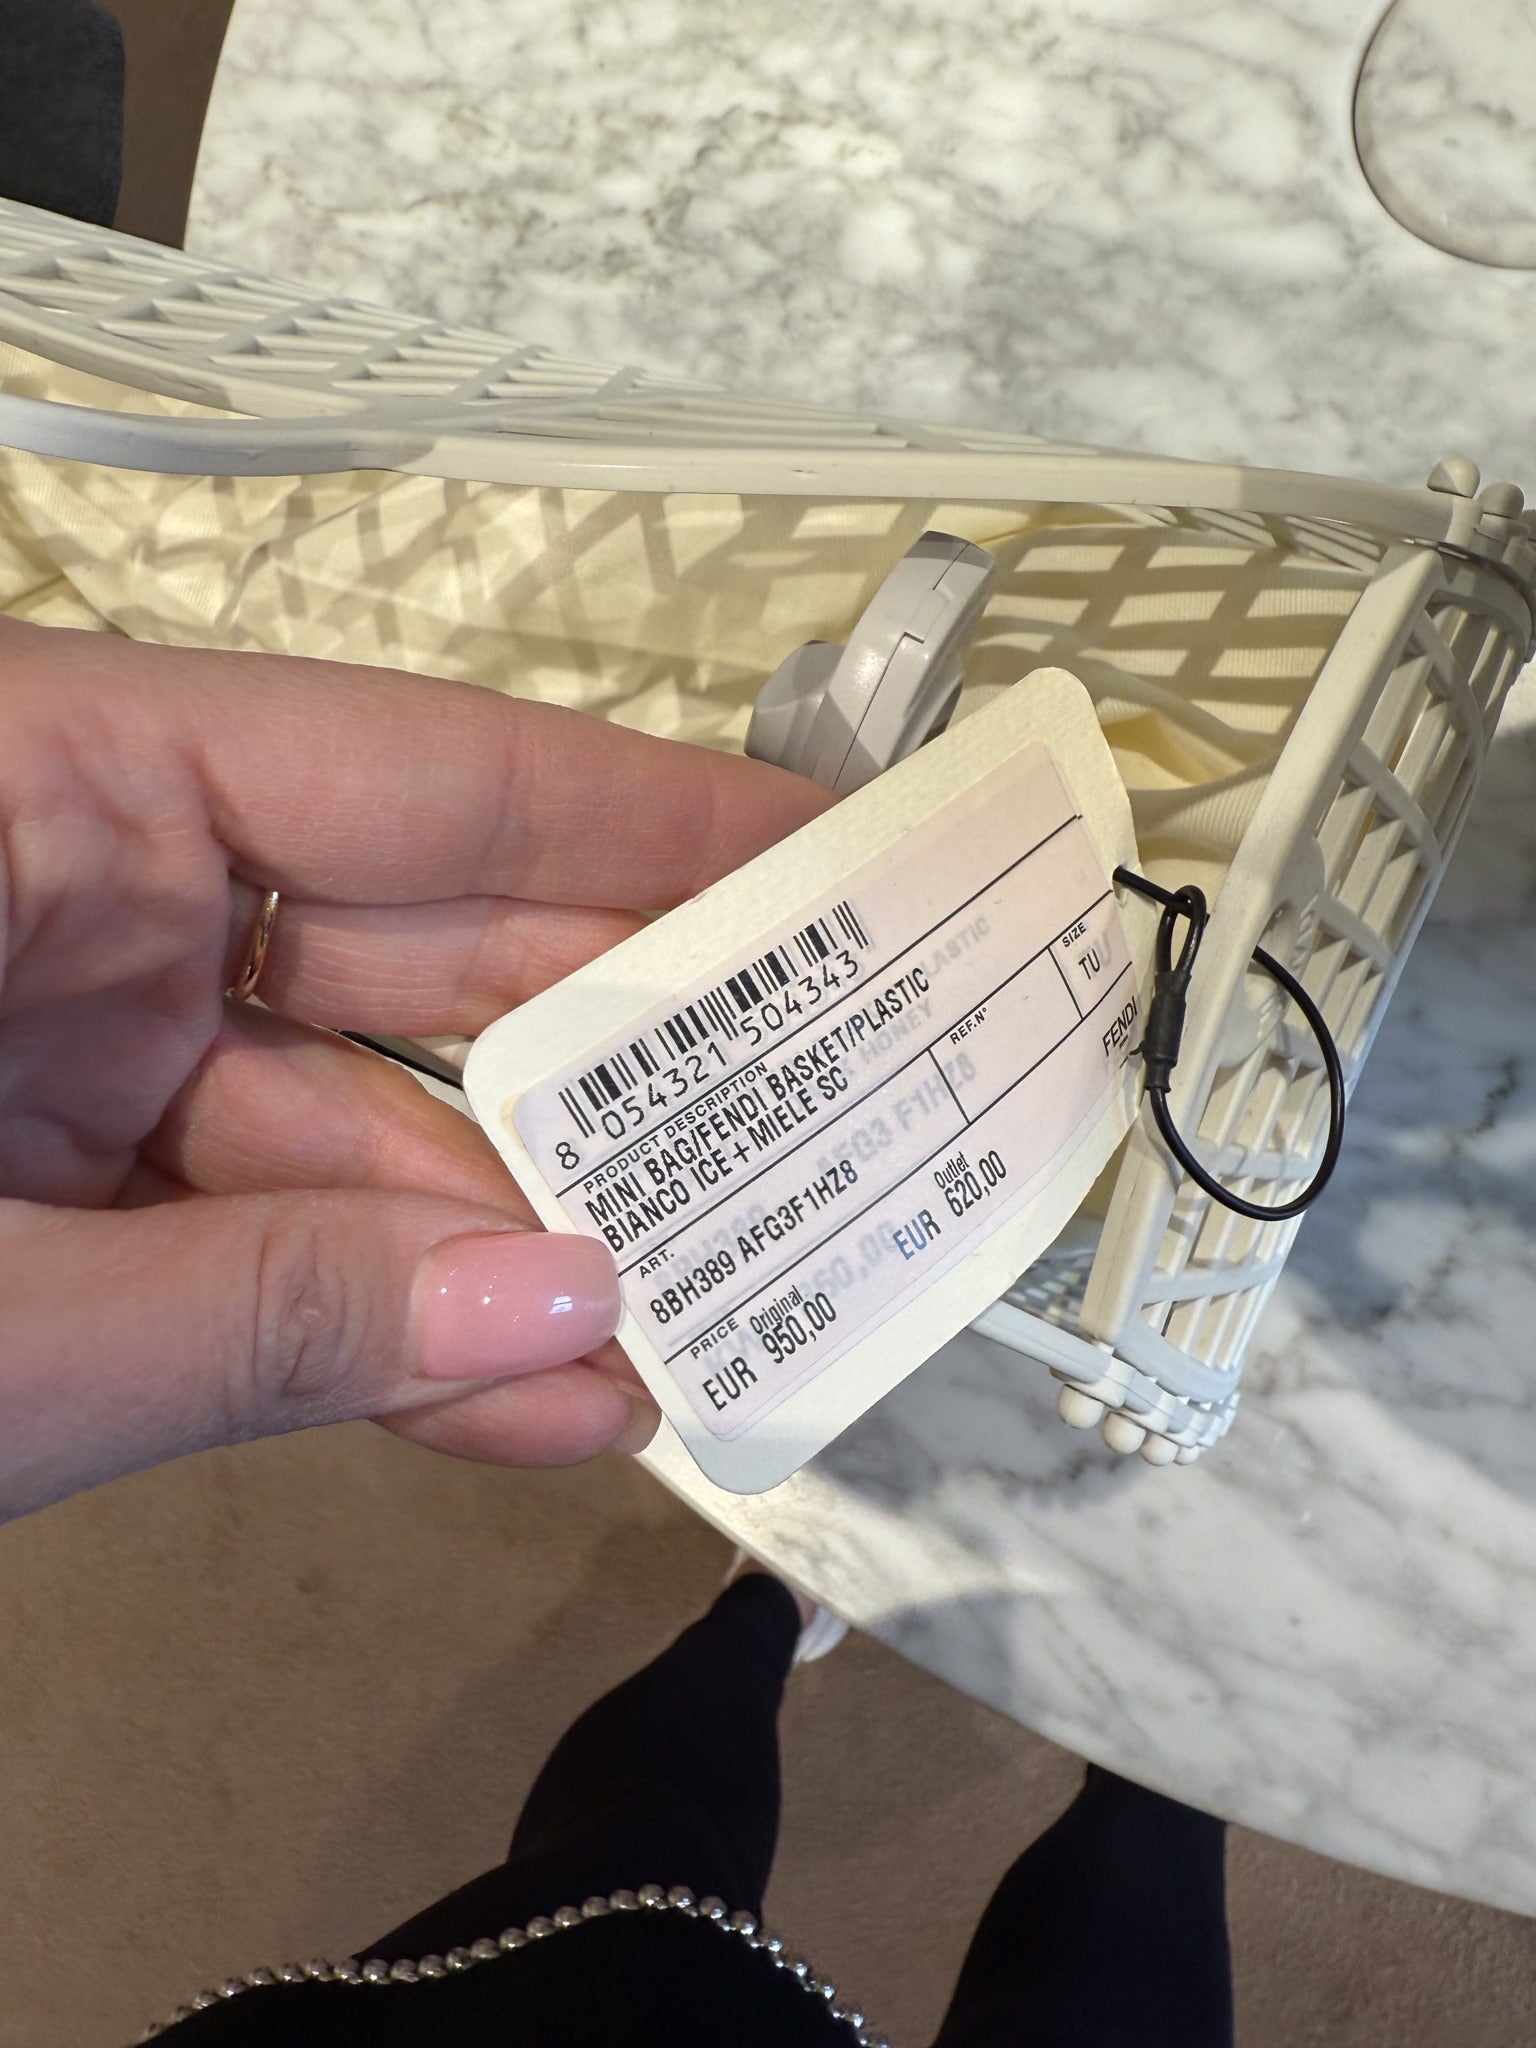 8 054321 504343
PRODUCT DESCRIPTION
MINI BAG/FENDI BASKET/PLASTIC
BIANCO ICE+MIELE SC
SIZE
TU
ART.
8BH389 AFG3F1HZ8
REF.N°
PRICE Original
EUR 950,00
Outlet
EUR 620,00
FENDI